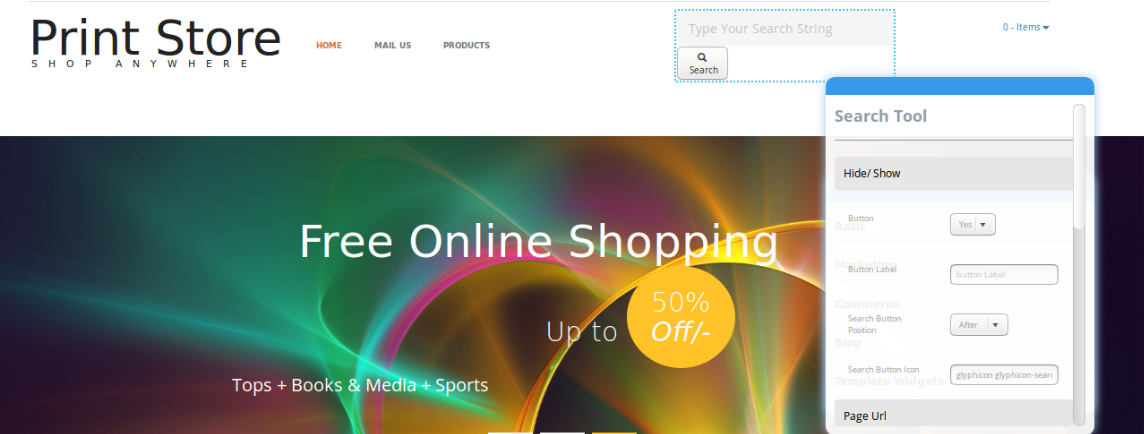 Print Store
SHOP ANYWHERE
HOME MAIL US PRODUCTS
Type Your Search String
Search
0 - Items
Search Tool
Hide/ Show
Button Yes
Basic
Marketing
Button Label button Label
Commerce
Search Button
Position
After
Blog
Search Button Icon glyphicon glyphicon-sear
Template Widgets
Page Url
Free Online Shopping
Up to
50%
Off/-
Tops + Books & Media + Sports